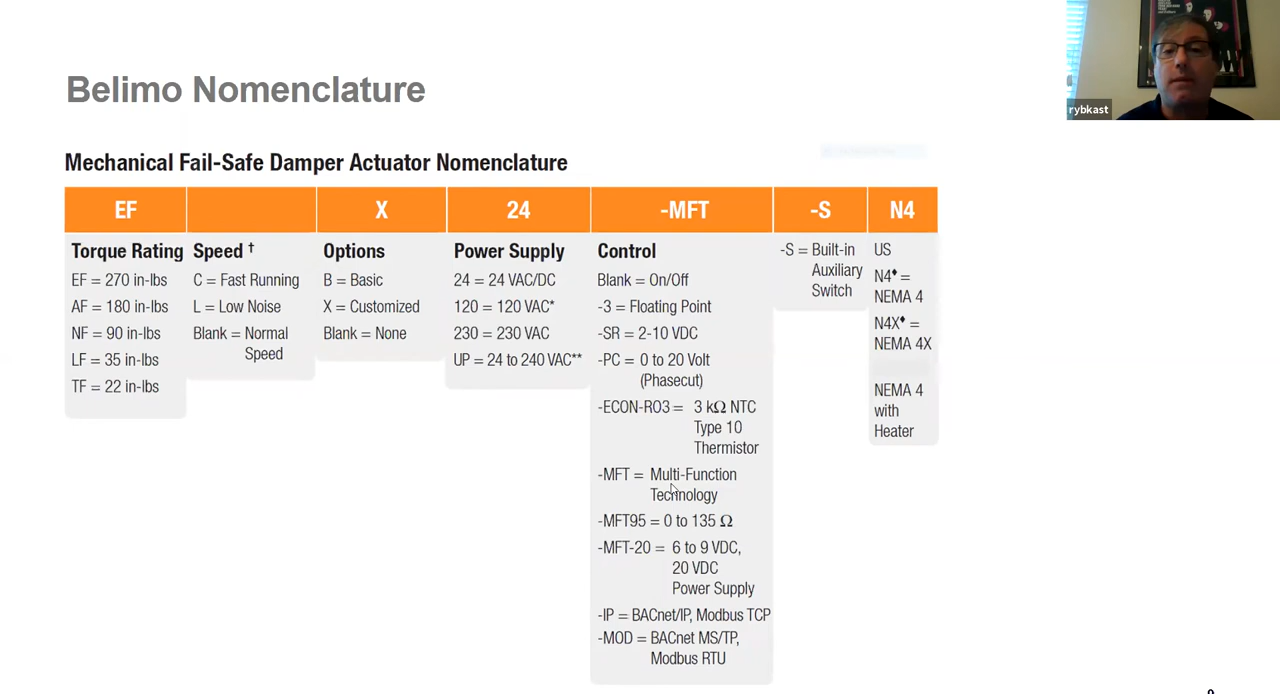 Belimo Nomenclature
rybkast
Mechanical Fail-Safe Damper Actuator Nomenclature
EF X 24 -MFT -S N4
Torque Rating
EF = 270 in-lbs
AF = 180 in-lbs
NF = 90 in-lbs
LF = 35 in-lbs
TF = 22 in-lbs
Speed †
C = Fast Running
L = Low Noise
Blank = Normal
Speed
Options
B = Basic
X = Customized
Blank = None
Power Supply
24 = 24 VAC/DC
120 = 120 VAC*
230 = 230 VAC
UP = 24 to 240 VAC**
Control
Blank = On/Off
-3 = Floating Point
-SR = 2-10 VDC
-PC = 0 to 20 Volt
(Phasecut)
-ECON-R03 = 3 kΩ NTC
Type 10
Thermistor
-MFT = Multi-Function
Technology
-MFT95 = 0 to 135 Ω
-MFT-20 = 6 to 9 VDC,
20 VDC
Power Supply
-IP = BACnet/IP, Modbus TCP
-MOD = BACnet MS/TP,
Modbus RTU
-S = Built-in
Auxiliary
Switch
US
N4♦ =
NEMA 4
N4X♦ =
NEMA 4X
NEMA 4
with
Heater